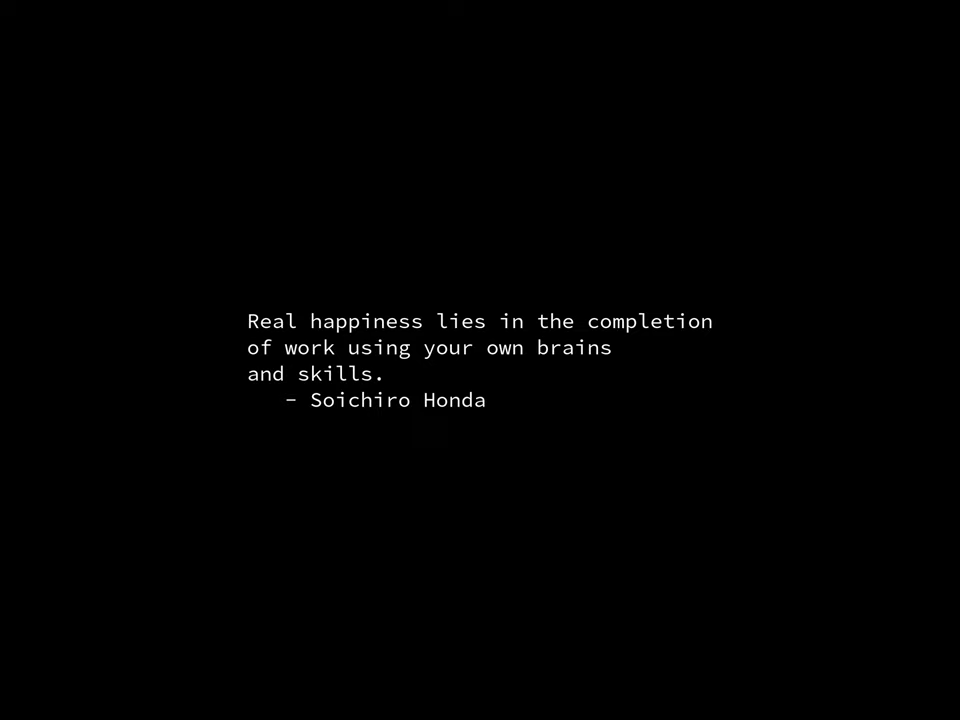 Real happiness lies in the completion
of work using your own brains
and skills.
- Soichiro Honda